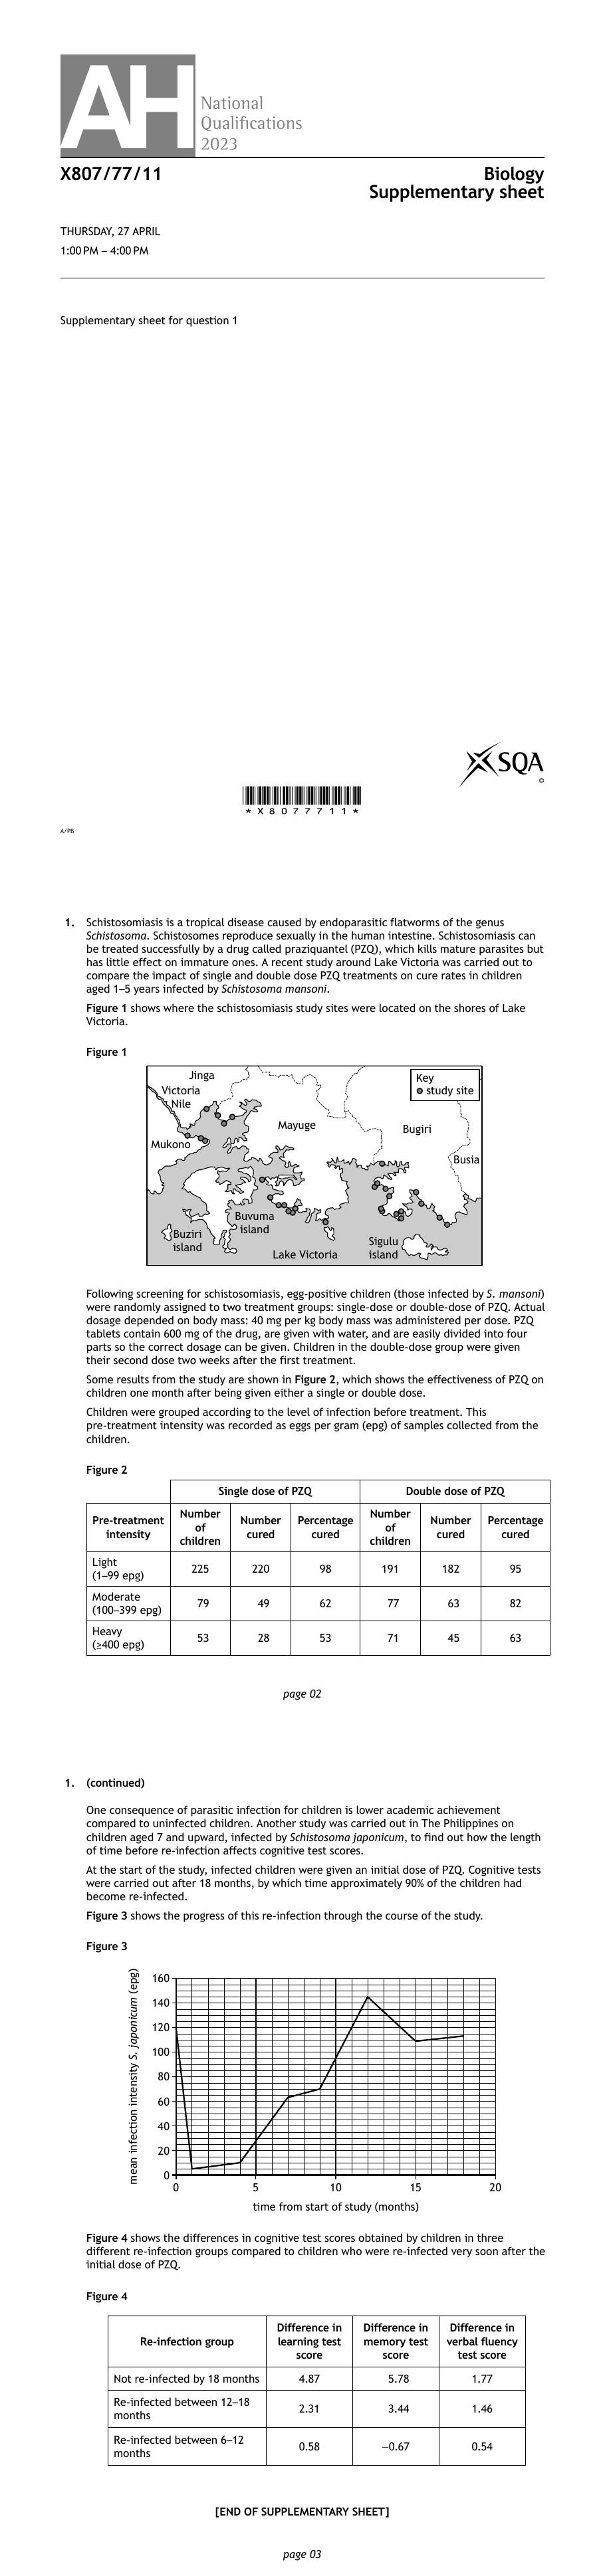 AH
National
Qualifications
2023
X807/77/11
Biology
Supplementary sheet
THURSDAY, 27 APRIL
1:00 PM – 4:00 PM
Supplementary sheet for question 1
SQA
©
* X 8 0 7 7 7 1 1 *
A/PB
1. Schistosomiasis is a tropical disease caused by endoparasitic flatworms of the genus
Schistosoma. Schistosomes reproduce sexually in the human intestine. Schistosomiasis can
be treated successfully by a drug called praziquantel (PZQ), which kills mature parasites but
has little effect on immature ones. A recent study around Lake Victoria was carried out to
compare the impact of single and double dose PZQ treatments on cure rates in children
aged 1–5 years infected by Schistosoma mansoni.
Figure 1 shows where the schistosomiasis study sites were located on the shores of Lake
Victoria.
Figure 1
Jinga
Key
study site
Victoria
Nile
Mayuge
Bugiri
Mukono
Busia
Buvuma
island
Buziri
island
Sigulu
island
Lake Victoria
Following screening for schistosomiasis, egg-positive children (those infected by S. mansoni)
were randomly assigned to two treatment groups: single-dose or double-dose of PZQ. Actual
dosage depended on body mass: 40 mg per kg body mass was administered per dose. PZQ
tablets contain 600 mg of the drug, are given with water, and are easily divided into four
parts so the correct dosage can be given. Children in the double-dose group were given
their second dose two weeks after the first treatment.
Some results from the study are shown in Figure 2, which shows the effectiveness of PZQ on
children one month after being given either a single or double dose.
Children were grouped according to the level of infection before treatment. This
pre-treatment intensity was recorded as eggs per gram (epg) of samples collected from the
children.
Figure 2
Single dose of PZQ Double dose of PZQ
Pre-treatment intensity Number of children Number cured Percentage cured Number of children Number cured Percentage cured
Light (1–99 epg) 225 220 98 191 182 95
Moderate (100–399 epg) 79 49 62 77 63 82
Heavy (≥400 epg) 53 28 53 71 45 63
page 02
1. (continued)
One consequence of parasitic infection for children is lower academic achievement
compared to uninfected children. Another study was carried out in The Philippines on
children aged 7 and upward, infected by Schistosoma japonicum, to find out how the length
of time before re-infection affects cognitive test scores.
At the start of the study, infected children were given an initial dose of PZQ. Cognitive tests
were carried out after 18 months, by which time approximately 90% of the children had
become re-infected.
Figure 3 shows the progress of this re-infection through the course of the study.
Figure 3
mean infection intensity S. japonicum (epg)
160
140
120
100
80
60
40
20
0
0 5 10 15 20
time from start of study (months)
Figure 4 shows the differences in cognitive test scores obtained by children in three
different re-infection groups compared to children who were re-infected very soon after the
initial dose of PZQ.
Figure 4
Re-infection group Difference in learning test score Difference in memory test score Difference in verbal fluency test score
Not re-infected by 18 months 4.87 5.78 1.77
Re-infected between 12–18 months 2.31 3.44 1.46
Re-infected between 6–12 months 0.58 −0.67 0.54
[END OF SUPPLEMENTARY SHEET]
page 03